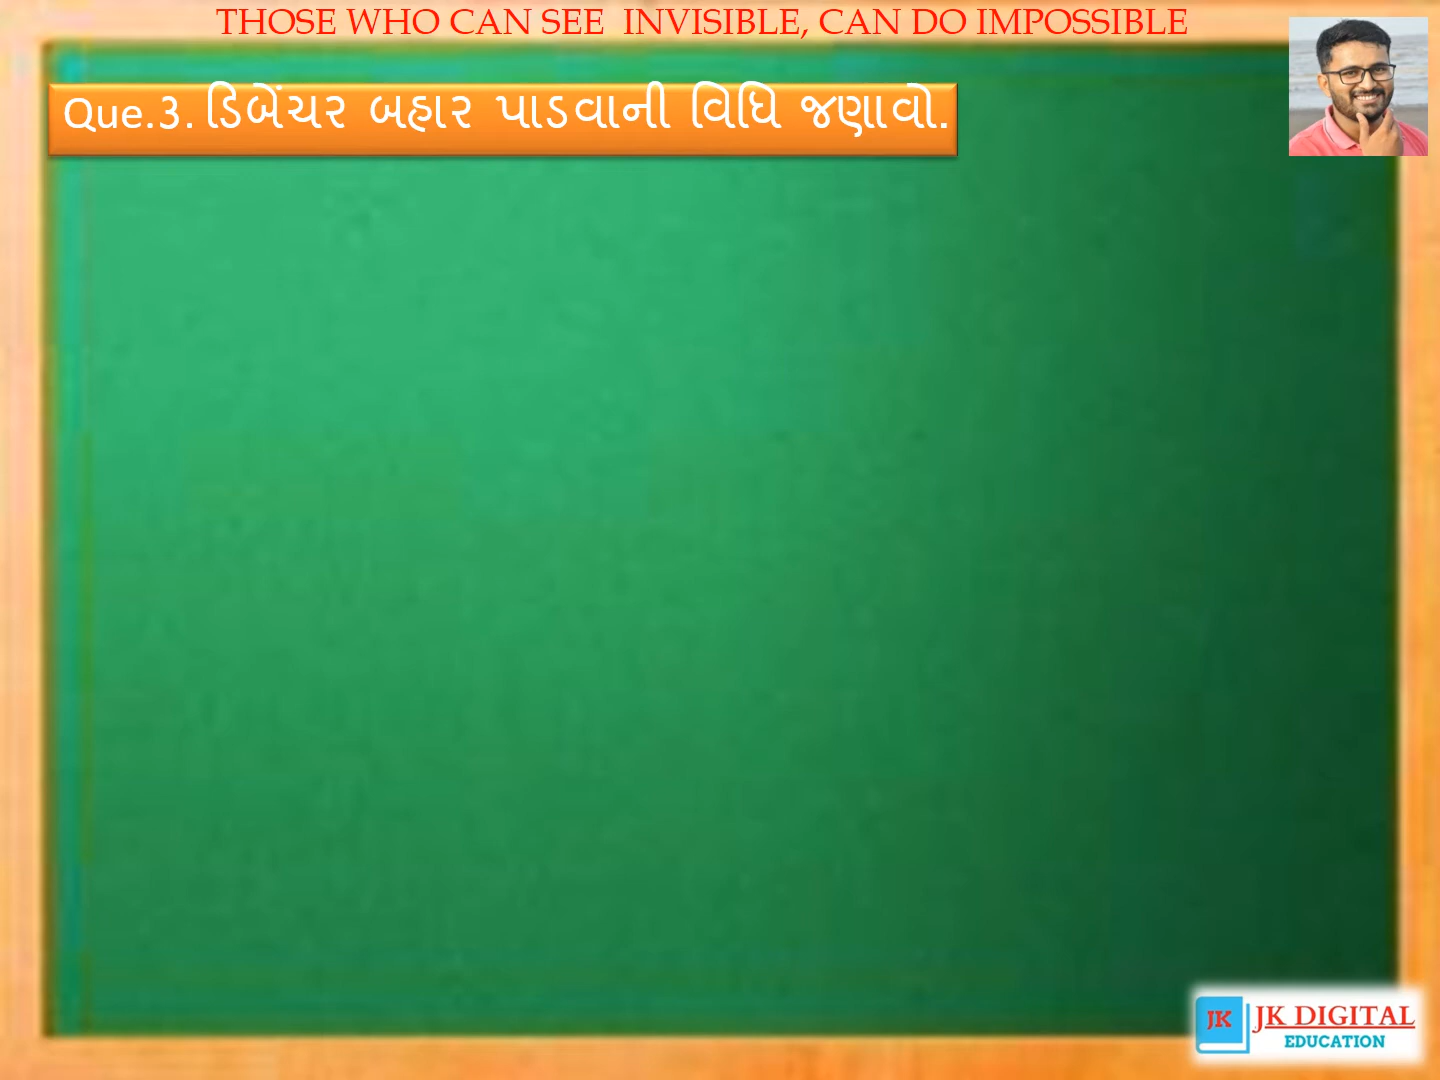 THOSE WHO CAN SEE INVISIBLE, CAN DO IMPOSSIBLE
Que.3. ડિબેંચર બહાર પાડવાની વિધિ જણાવો.
JK
JK DIGITAL
EDUCATION